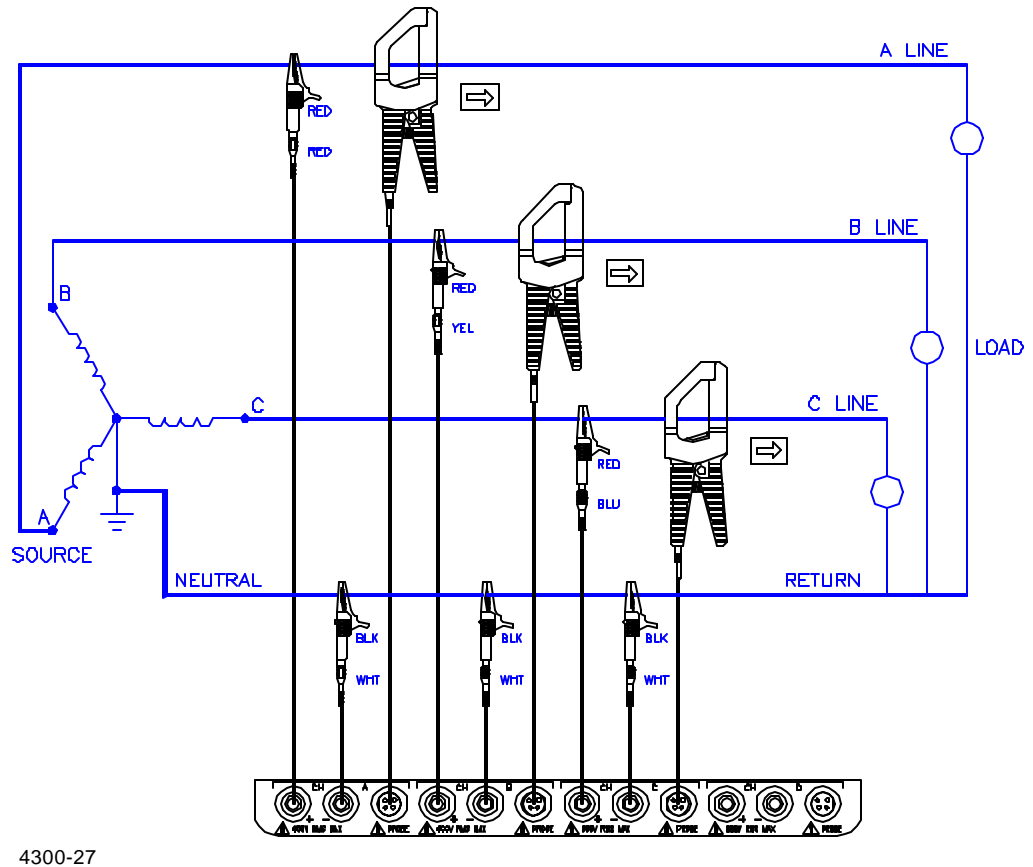 A LINE
RED
RED
B LINE
RED
YEL
B
LOAD
C
C LINE
RED
BLU
A
SOURCE
NEUTRAL
RETURN
BLK
BLK
BLK
WHT
WHT
WHT
CH A
CH B
CH C
CH D
+ -
+ -
+ -
+ -
PROBE
PROBE
PROBE
PROBE
4300-27